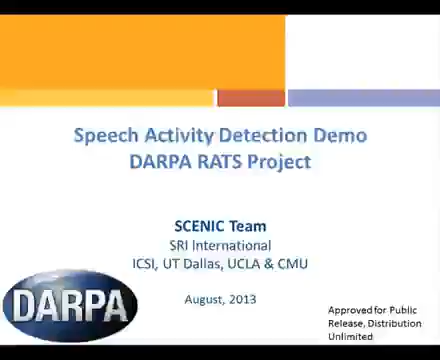 Speech Activity Detection Demo
DARPA RATS Project
SCENIC Team
SRI International
ICSI, UT Dallas, UCLA & CMU
August, 2013
DARPA
Approved for Public
Release, Distribution
Unlimited